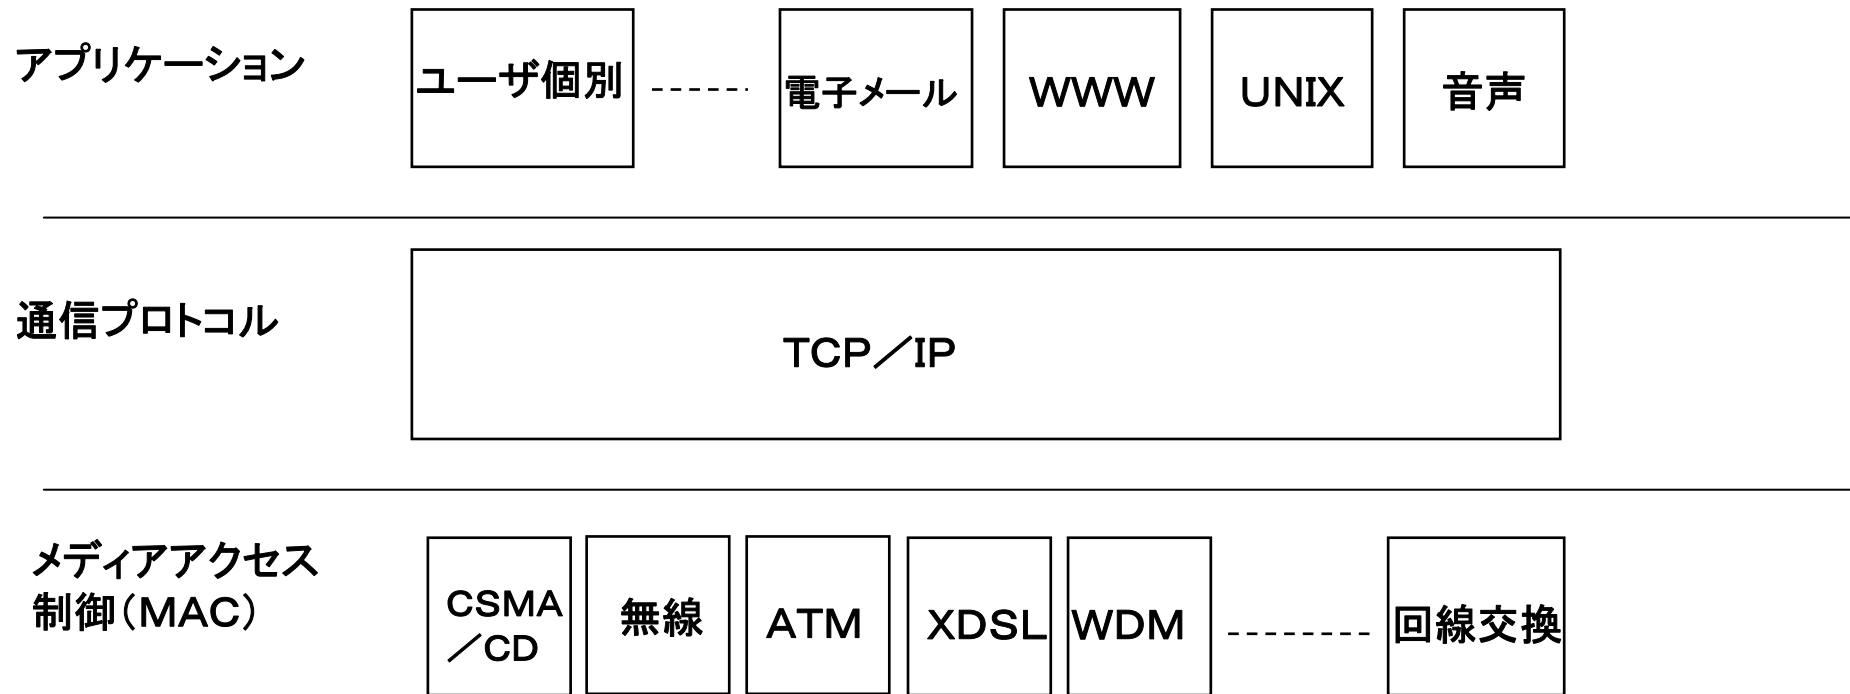 アプリケーション
ユーザ個別
電子メール
WWW
UNIX
音声
通信プロトコル
TCP/IP
メディアアクセス
制御(MAC)
CSMA
/CD
無線
ATM
XDSL
WDM
回線交換